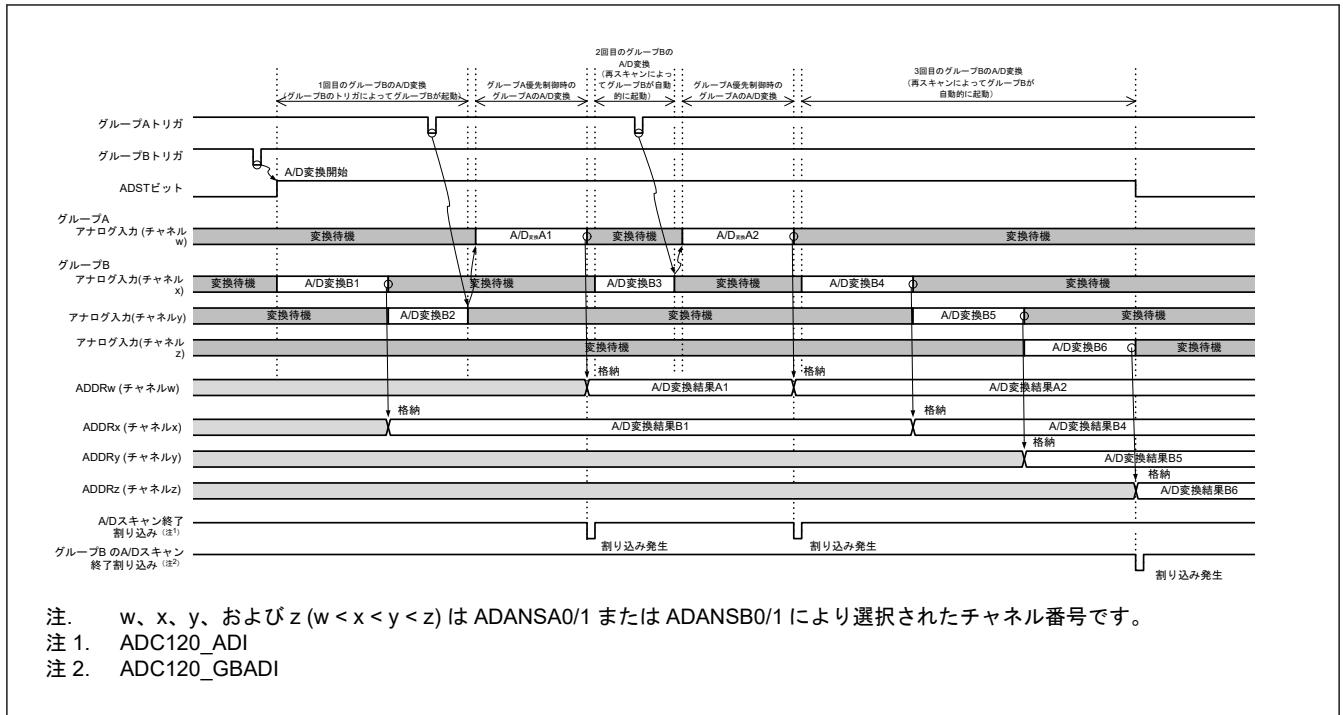 2回目のグループBの
A/D変換
(再スキャンによっ
てグループBが自動
的に起動)
1回目のグループBのA/D変換
(グループBのトリガによってグループBが起動)
グループA優先制御時の
グループAのA/D変換
グループA優先制御時の
グループAのA/D変換
3回目のグループBのA/D変換
(再スキャンによってグループBが
自動的に起動)
グループAトリガ
グループBトリガ
A/D変換開始
ADSTビット
グループA
アナログ入力 (チャネル
w)
変換待機 A/D変換A1 変換待機 A/D変換A2 変換待機
グループB
アナログ入力(チャネル
x)
変換待機 A/D変換B1 変換待機 A/D変換B3 変換待機 A/D変換B4 変換待機
アナログ入力(チャネルy) 変換待機 A/D変換B2 変換待機 A/D変換B5 変換待機
アナログ入力(チャネル
z)
変換待機 A/D変換B6 変換待機
格納 格納
ADDRw (チャネルw) A/D変換結果A1 A/D変換結果A2
格納 格納
ADDRx (チャネルx) A/D変換結果B1 A/D変換結果B4
格納
ADDRy (チャネルy) A/D変換結果B5
格納
ADDRz (チャネルz) A/D変換結果B6
A/Dスキャン終了
割り込み (注1)
割り込み発生 割り込み発生
グループB のA/Dスキャン
終了割り込み (注2)
割り込み発生
注. w、x、y、および z (w < x < y < z) は ADANSA0/1 または ADANSB0/1 により選択されたチャネル番号です。
注 1. ADC120_ADI
注 2. ADC120_GBADI